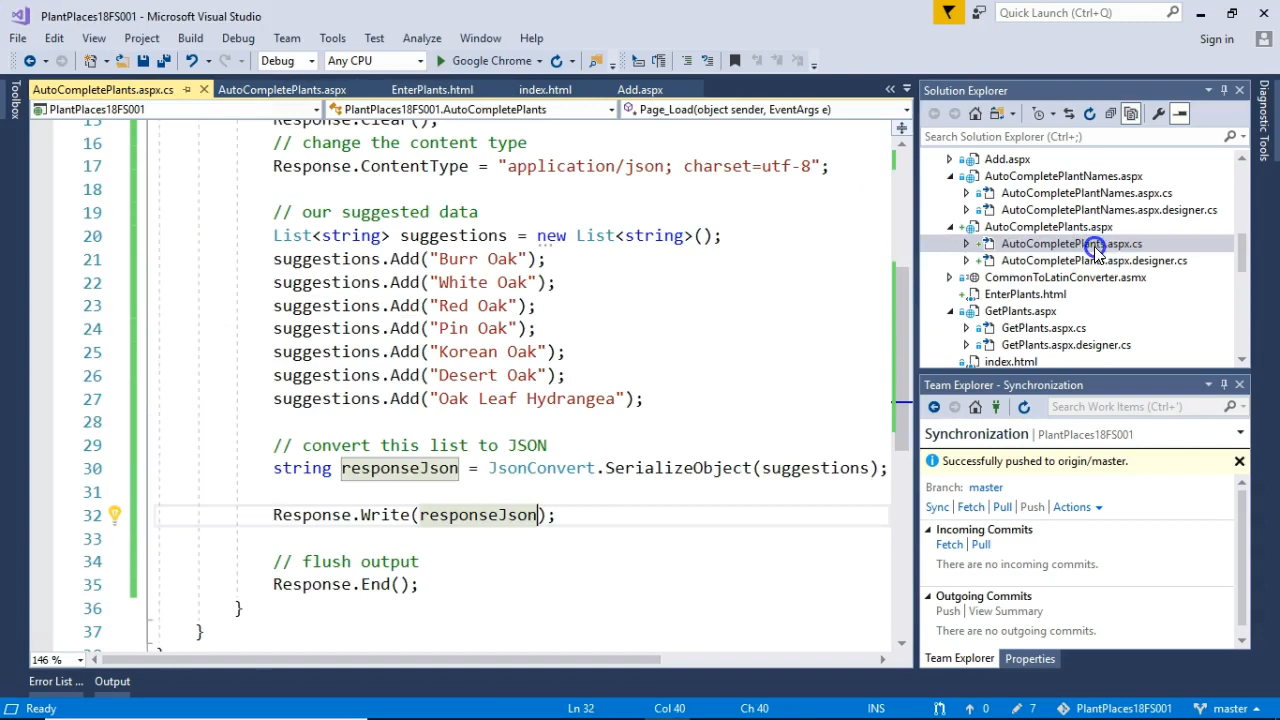 PlantPlaces18FS001 - Microsoft Visual Studio
Quick Launch (Ctrl+Q)
File Edit View Project Build Debug Team Tools Test Analyze Window Help
Sign in
Debug Any CPU Google Chrome
AutoCompletePlants.aspx.cs AutoCompletePlants.aspx EnterPlants.html index.html Add.aspx
PlantPlaces18FS001 PlantPlaces18FS001.AutoCompletePlants Page_Load(object sender, EventArgs e)
Toolbox
15 Response.Clear();
16 // change the content type
17 Response.ContentType = "application/json; charset=utf-8";
18
19 // our suggested data
20 List<string> suggestions = new List<string>();
21 suggestions.Add("Burr Oak");
22 suggestions.Add("White Oak");
23 suggestions.Add("Red Oak");
24 suggestions.Add("Pin Oak");
25 suggestions.Add("Korean Oak");
26 suggestions.Add("Desert Oak");
27 suggestions.Add("Oak Leaf Hydrangea");
28
29 // convert this list to JSON
30 string responseJson = JsonConvert.SerializeObject(suggestions);
31
32 Response.Write(responseJson);
33
34 // flush output
35 Response.End();
36 }
37 }
146 %
Error List ... Output
Solution Explorer
Search Solution Explorer (Ctrl+;)
Add.aspx
AutoCompletePlantNames.aspx
AutoCompletePlantNames.aspx.cs
AutoCompletePlantNames.aspx.designer.cs
AutoCompletePlants.aspx
AutoCompletePlants.aspx.cs
AutoCompletePlants.aspx.designer.cs
CommonToLatinConverter.asmx
EnterPlants.html
GetPlants.aspx
GetPlants.aspx.cs
GetPlants.aspx.designer.cs
index.html
Team Explorer - Synchronization
Search Work Items (Ctrl+')
Synchronization | PlantPlaces18FS001
Successfully pushed to origin/master.
Branch: master
Sync | Fetch | Pull | Push | Actions
Incoming Commits
Fetch | Pull
There are no incoming commits.
Outgoing Commits
Push | View Summary
There are no outgoing commits.
Team Explorer Properties
Diagnostic Tools
Ready Ln 32 Col 40 Ch 40 INS 0 7 PlantPlaces18FS001 master